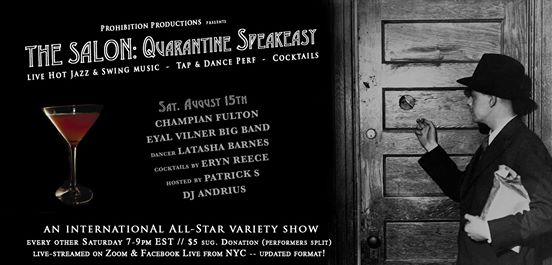 Prohibition Productions presents
THE SALON: Quarantine Speakeasy
Live Hot Jazz & Swing Music - Tap & Dance Perf - Cocktails
Sat. August 15th
Champian Fulton
Eyal Vilner Big Band
dancer Latasha Barnes
cocktails by Eryn Reece
hosted by Patrick S
DJ Andrius
an International All-Star Variety Show
every other Saturday 7-9pm EST // $5 sug. Donation (performers split)
live-streamed on Zoom & Facebook Live from NYC -- updated format!